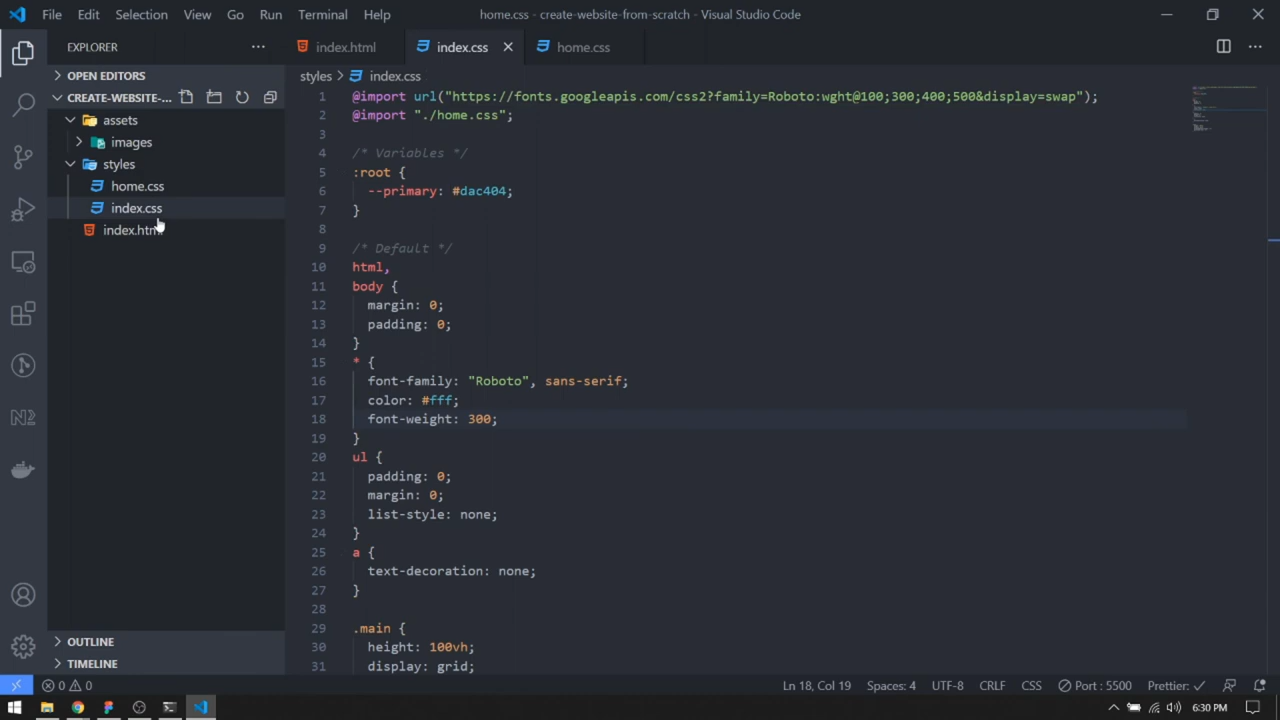 File Edit Selection View Go Run Terminal Help
home.css - create-website-from-scratch - Visual Studio Code
EXPLORER
OPEN EDITORS
CREATE-WEBSITE-...
assets
images
styles
home.css
index.css
OUTLINE
TIMELINE
index.html index.css home.css
styles index.css
1 @import url("https://fonts.googleapis.com/css2?family=Roboto:wght@100;300;400;500&display=swap");
2 @import "./home.css";
3
4 /* Variables */
5 :root {
6 --primary: #dac404;
7 }
8
9 /* Default */
10 html,
11 body {
12 margin: 0;
13 padding: 0;
14 }
15 * {
16 font-family: "Roboto", sans-serif;
17 color: #fff;
18 font-weight: 300;
19 }
20 ul {
21 padding: 0;
22 margin: 0;
23 list-style: none;
24 }
25 a {
26 text-decoration: none;
27 }
28
29 .main {
30 height: 100vh;
31 display: grid;
0 0
Ln 18, Col 19 Spaces: 4 UTF-8 CRLF CSS Port : 5500 Prettier:
6:30 PM